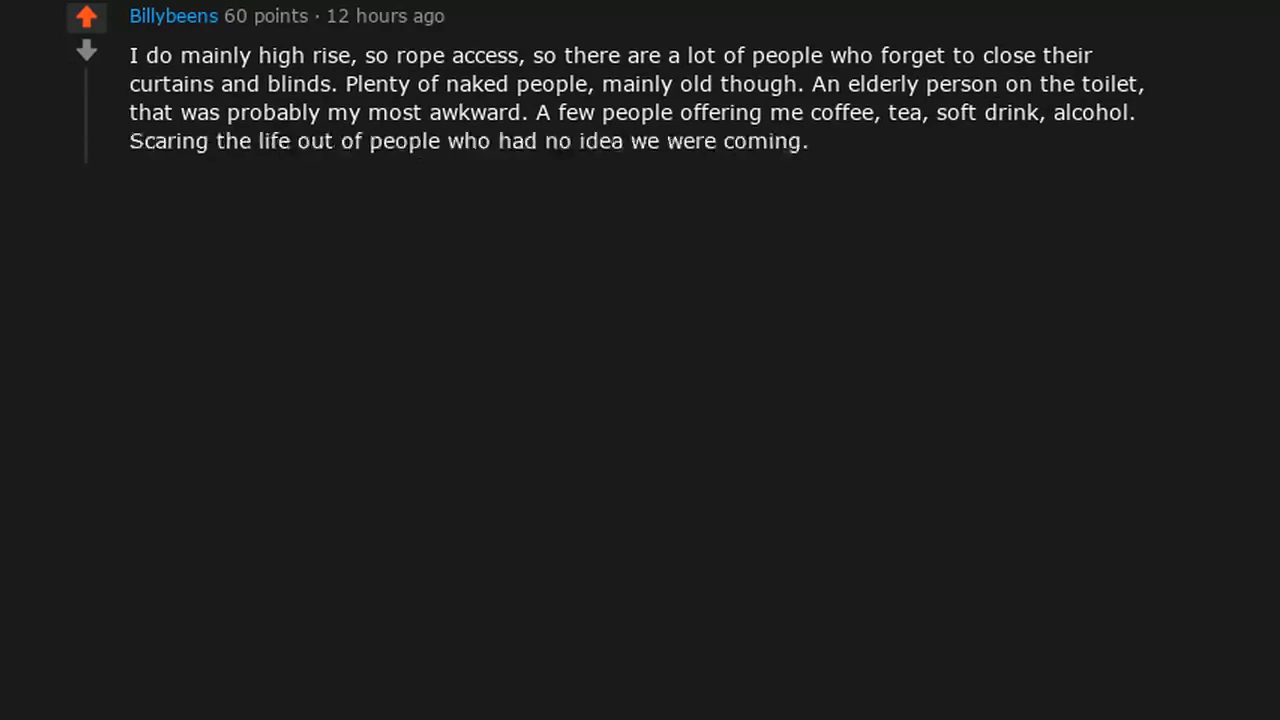 Billybeens 60 points · 12 hours ago
I do mainly high rise, so rope access, so there are a lot of people who forget to close their
curtains and blinds. Plenty of naked people, mainly old though. An elderly person on the toilet,
that was probably my most awkward. A few people offering me coffee, tea, soft drink, alcohol.
Scaring the life out of people who had no idea we were coming.